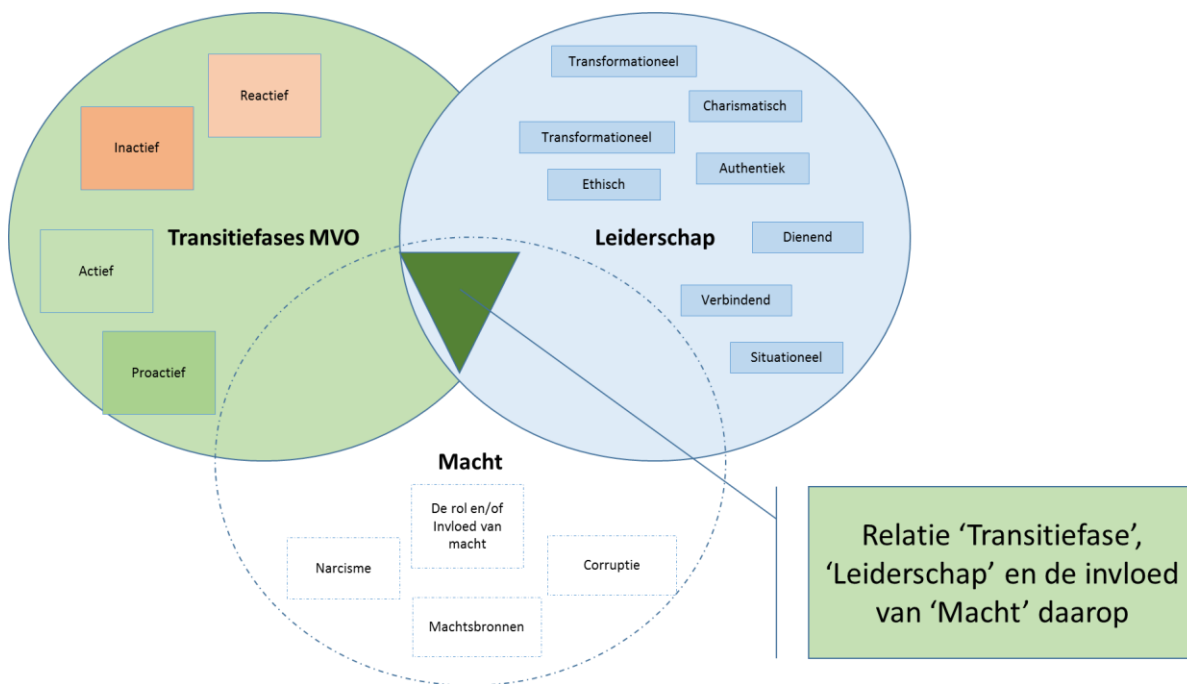 Transformationeel
Reactief
Charismatisch
Inactief
Transformationeel
Authentiek
Ethisch
Transitiefases MVO
Leiderschap
Dienend
Actief
Verbindend
Proactief
Situationeel
Macht
De rol en/of
Invloed van
macht
Narcisme
Corruptie
Machtsbronnen
Relatie ‘Transitiefase’,
‘Leiderschap’ en de invloed
van ‘Macht’ daarop